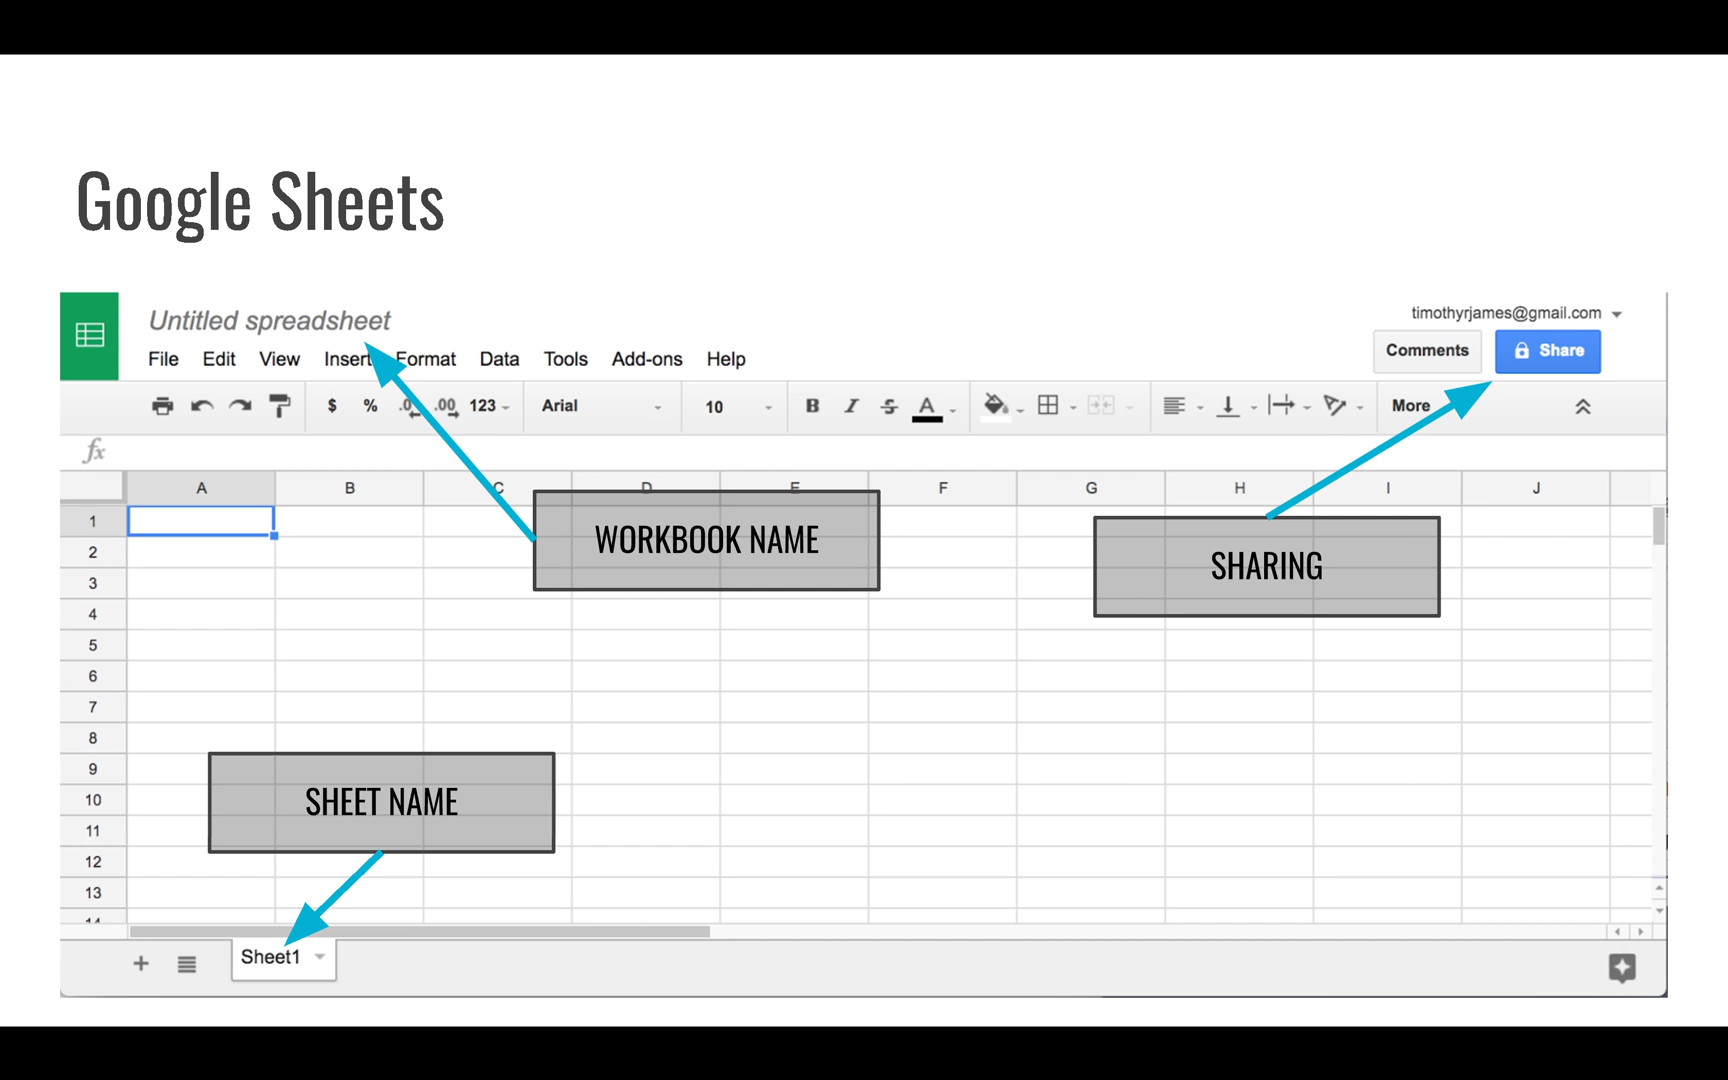 Google Sheets
Untitled spreadsheet
timothyrjames@gmail.com
File Edit View Insert Format Data Tools Add-ons Help
Comments Share
$ % .0 .00 123 Arial 10 B I S A More
fx
A B C D E F G H I J
1
2
3
4
5
6
7
8
9
10
11
12
13
14
WORKBOOK NAME
SHARING
SHEET NAME
Sheet1